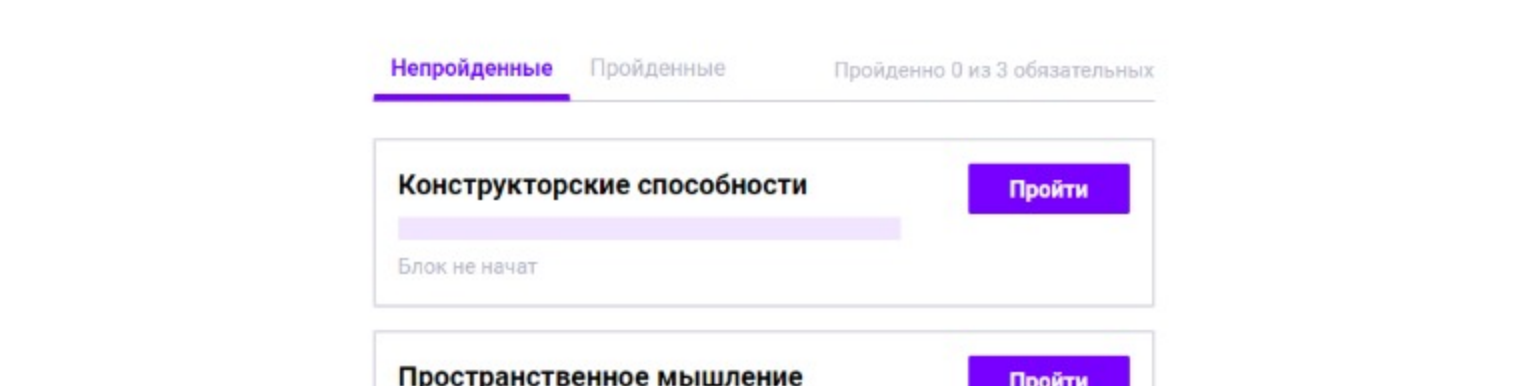 Непройденные Пройденные Пройденно 0 из 3 обязательных
Конструкторские способности Пройти
Блок не начат
Пространственное мышление Пройти